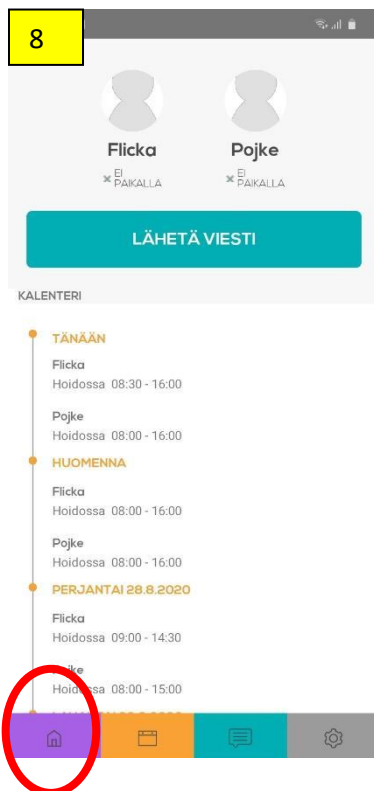 8
Flicka
Pojke
EI
PAIKALLA
EI
PAIKALLA
LÄHETÄ VIESTI
KALENTERI
TÄNÄÄN
Flicka
Hoidossa 08:30 - 16:00
Pojke
Hoidossa 08:00 - 16:00
HUOMENNA
Flicka
Hoidossa 08:00 - 16:00
Pojke
Hoidossa 08:00 - 16:00
PERJANTAI 28.8.2020
Flicka
Hoidossa 09:00 - 14:30
Pojke
Hoidossa 08:00 - 15:00